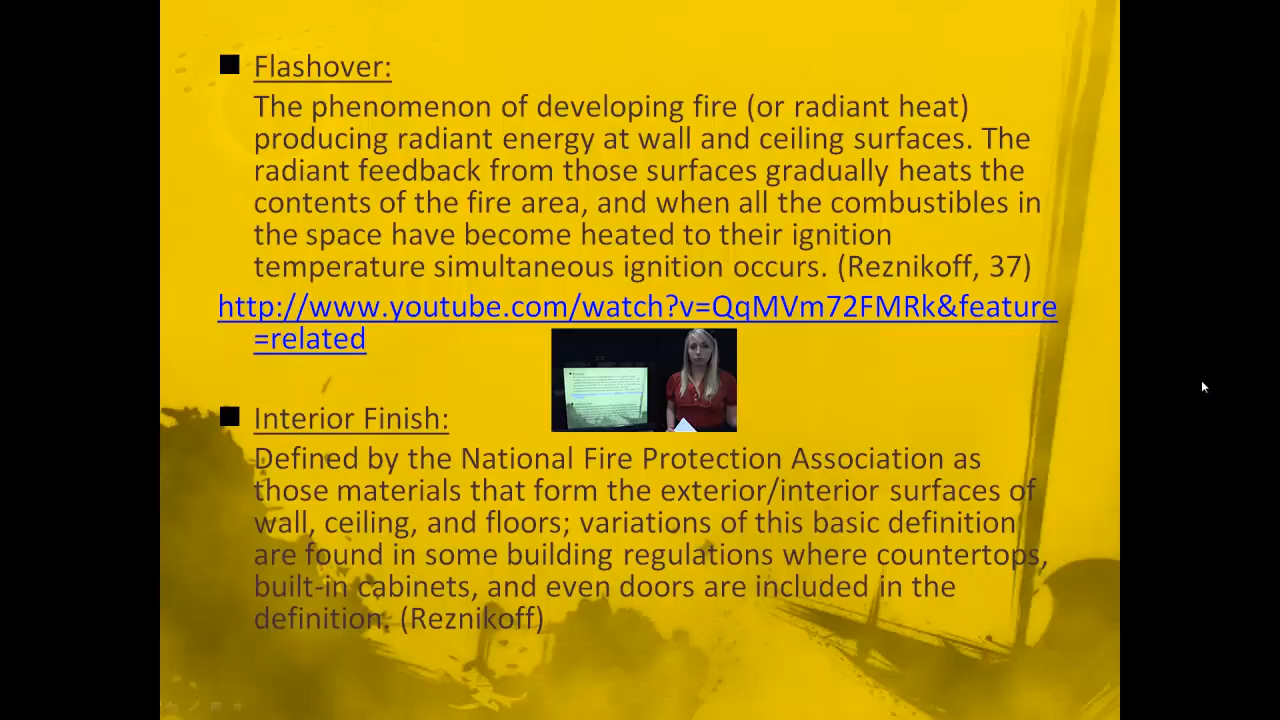 Flashover:
The phenomenon of developing fire (or radiant heat)
producing radiant energy at wall and ceiling surfaces. The
radiant feedback from those surfaces gradually heats the
contents of the fire area, and when all the combustibles in
the space have become heated to their ignition
temperature simultaneous ignition occurs. (Reznikoff, 37)
http://www.youtube.com/watch?v=QqMVm72FMRk&feature
=related
Interior Finish:
Defined by the National Fire Protection Association as
those materials that form the exterior/interior surfaces of
wall, ceiling, and floors; variations of this basic definition
are found in some building regulations where countertops,
built-in cabinets, and even doors are included in the
definition. (Reznikoff)